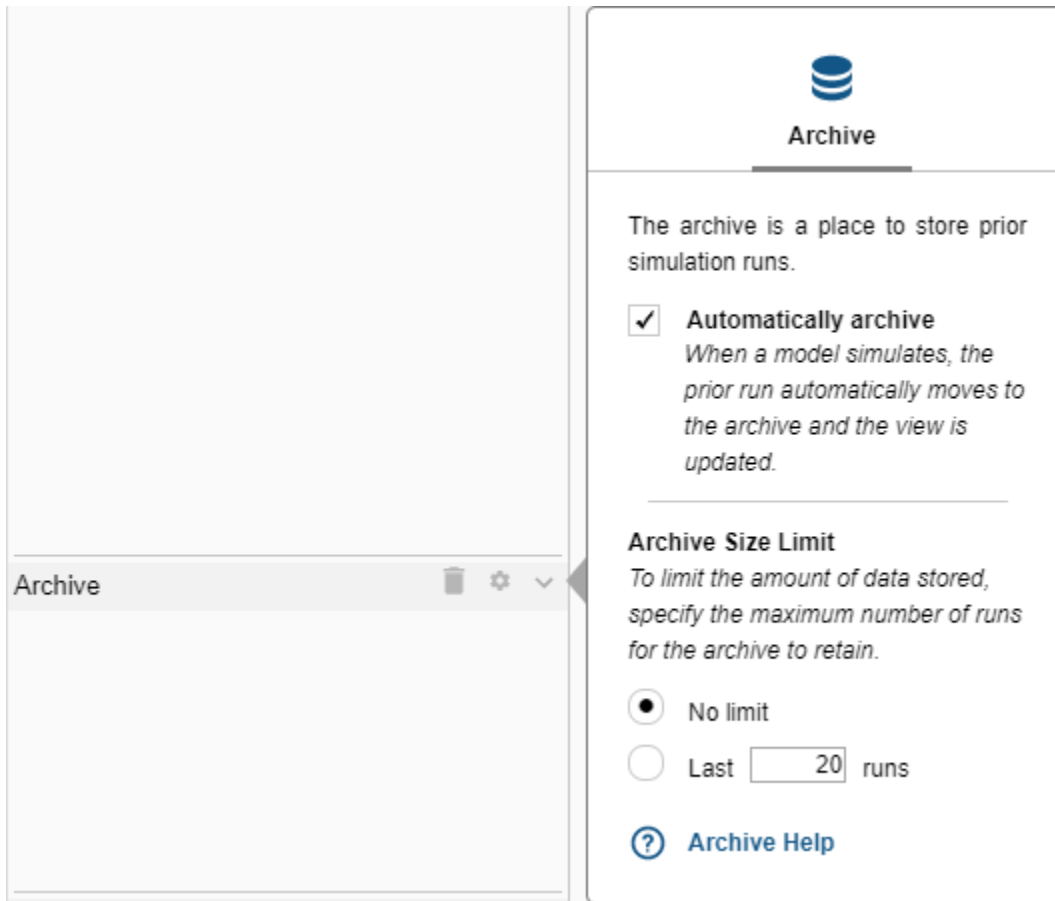 Archive
Archive
The archive is a place to store prior
simulation runs.
Automatically archive
When a model simulates, the
prior run automatically moves to
the archive and the view is
updated.
Archive Size Limit
To limit the amount of data stored,
specify the maximum number of runs
for the archive to retain.
No limit
Last 20 runs
? Archive Help